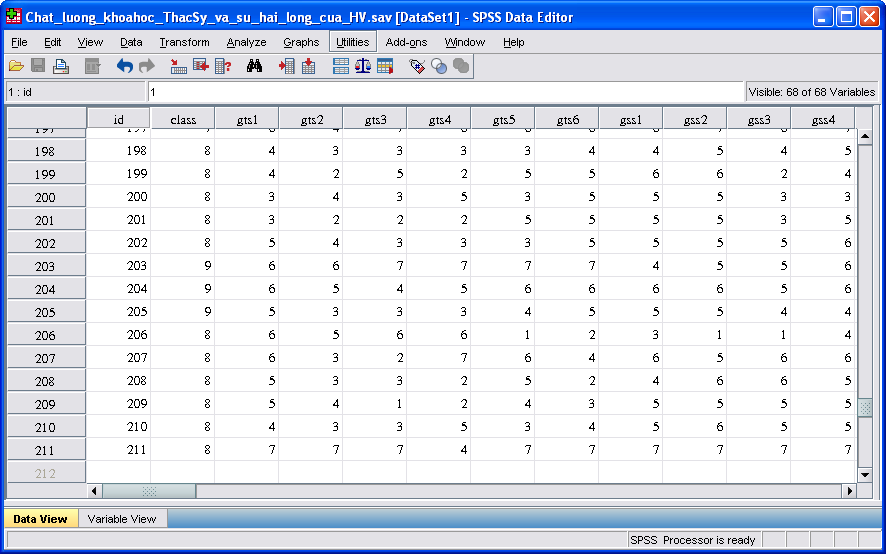 Chat_luong_khoahoc_ThacSy_va_su_hai_long_cua_HV.sav [DataSet1] - SPSS Data Editor
File Edit View Data Transform Analyze Graphs Utilities Add-ons Window Help
1 : id 1 Visible: 68 of 68 Variables
id class gts1 gts2 gts3 gts4 gts5 gts6 gss1 gss2 gss3 gss4
198 198 8 4 3 3 3 3 4 4 5 4 5
199 199 8 4 2 5 2 5 5 6 6 2 4
200 200 8 3 4 3 5 3 5 5 5 3 3
201 201 8 3 2 2 2 5 5 5 5 3 5
202 202 8 5 4 3 3 3 5 5 5 5 6
203 203 9 6 6 7 7 7 7 4 5 5 6
204 204 9 6 5 4 5 6 6 6 6 5 6
205 205 9 5 5 3 3 4 5 5 5 4 4
206 206 8 6 5 6 6 1 2 3 1 1 4
207 207 8 6 3 2 7 6 4 6 5 6 6
208 208 8 5 3 3 2 5 2 4 6 6 5
209 209 8 5 4 1 2 4 3 5 5 5 5
210 210 8 4 3 3 5 3 4 5 6 5 5
211 211 8 7 7 7 4 7 7 7 7 7 7
212
Data View Variable View
SPSS Processor is ready